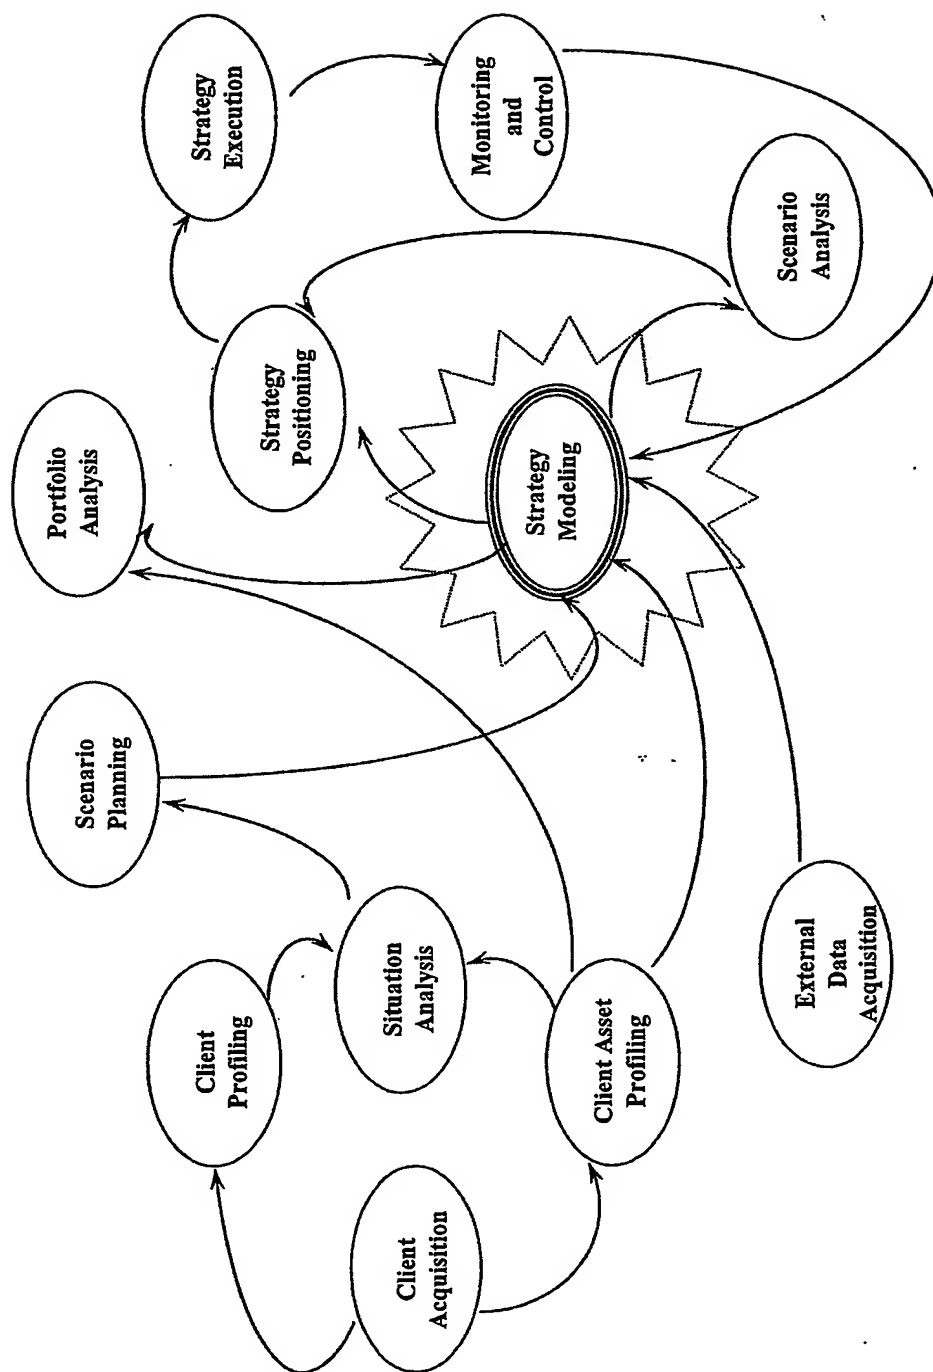 Scenario
Planning
Portfolio
Analysis
Client
Profiling
Strategy
Execution
Strategy
Positioning
Client
Acquisition
Situation
Analysis
Monitoring
and
Control
Strategy
Modeling
Client Asset
Profiling
Scenario
Analysis
External
Data
Acquisition